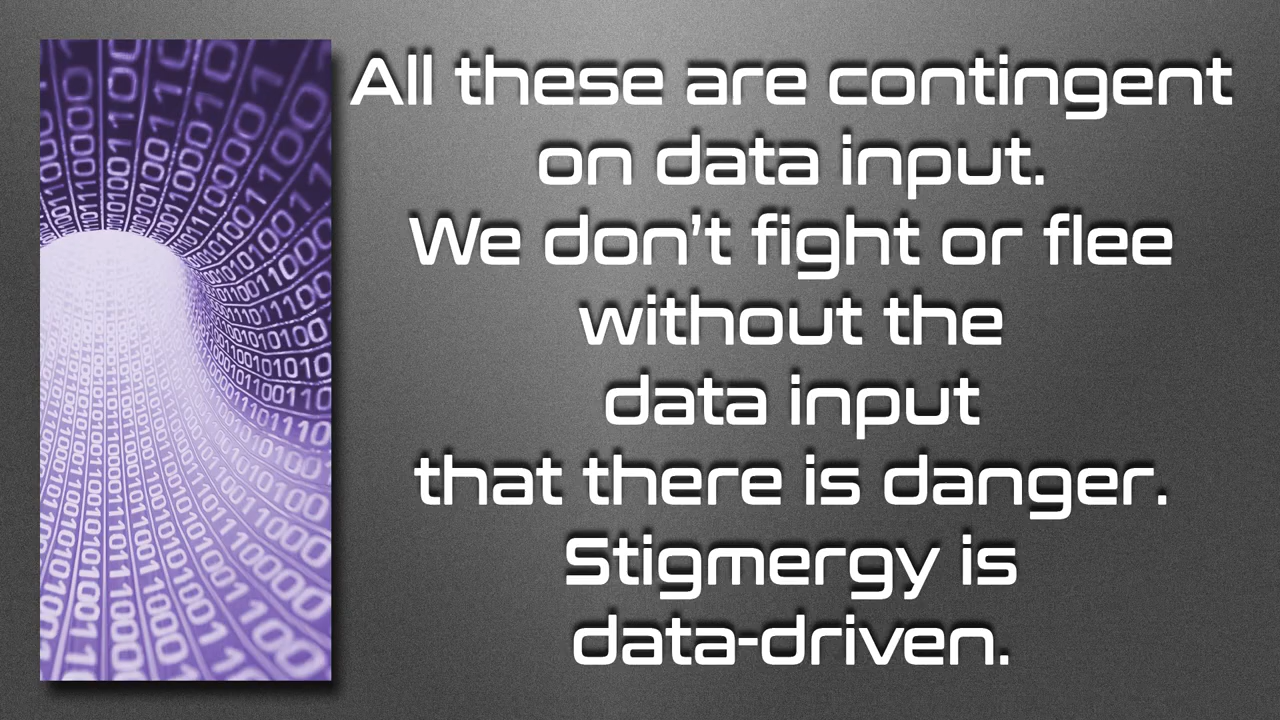 All these are contingent
on data input.
We don’t fight or flee
without the
data input
that there is danger.
Stigmergy is
data-driven.